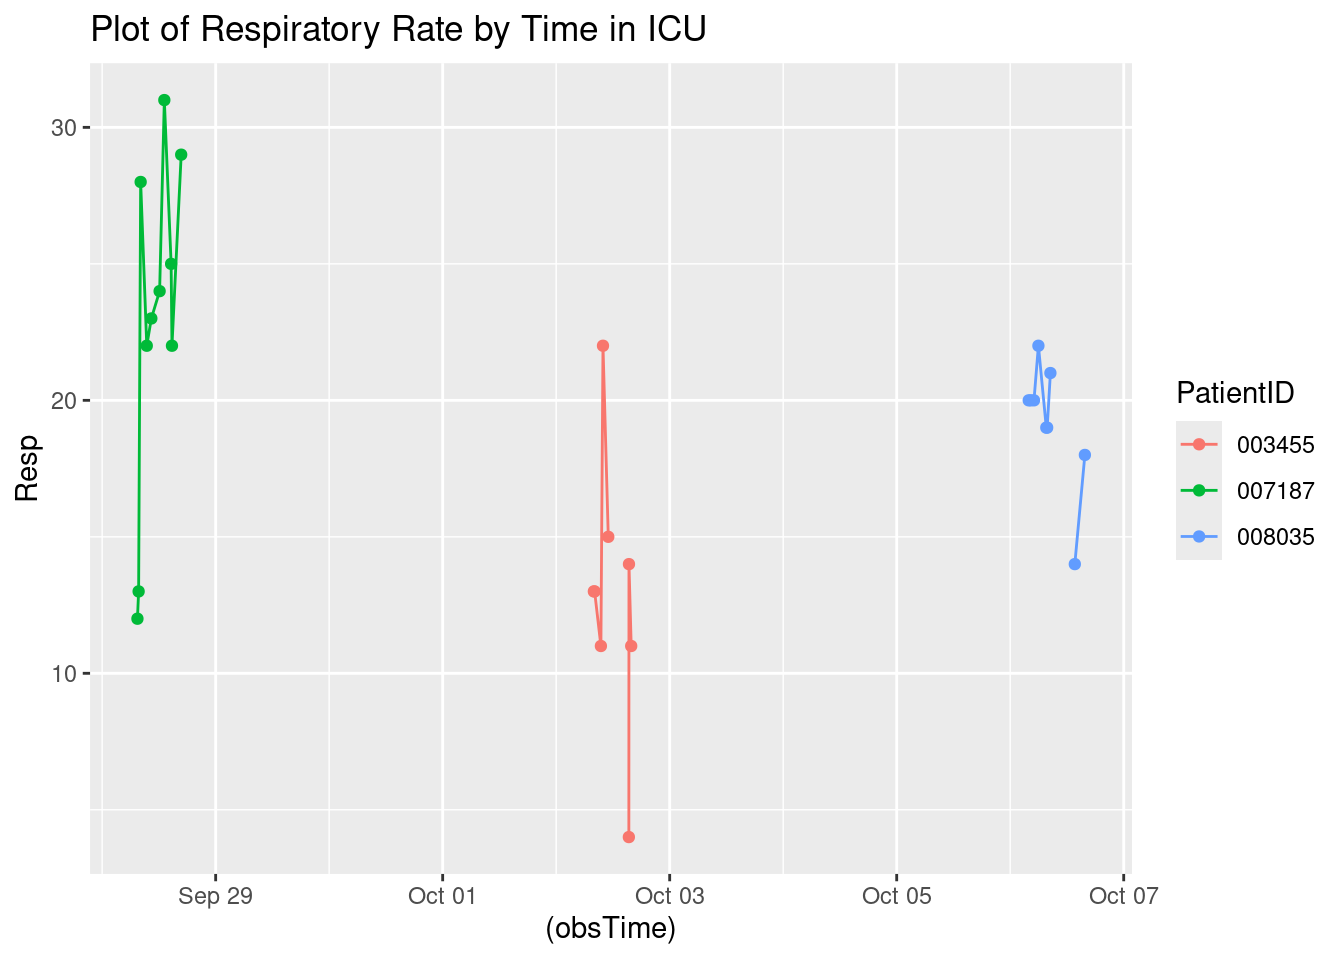 Plot of Respiratory Rate by Time in ICU
30
20
10
Resp
Sep 29
Oct 01
Oct 03
Oct 05
Oct 07
(obsTime)
PatientID
003455
007187
008035